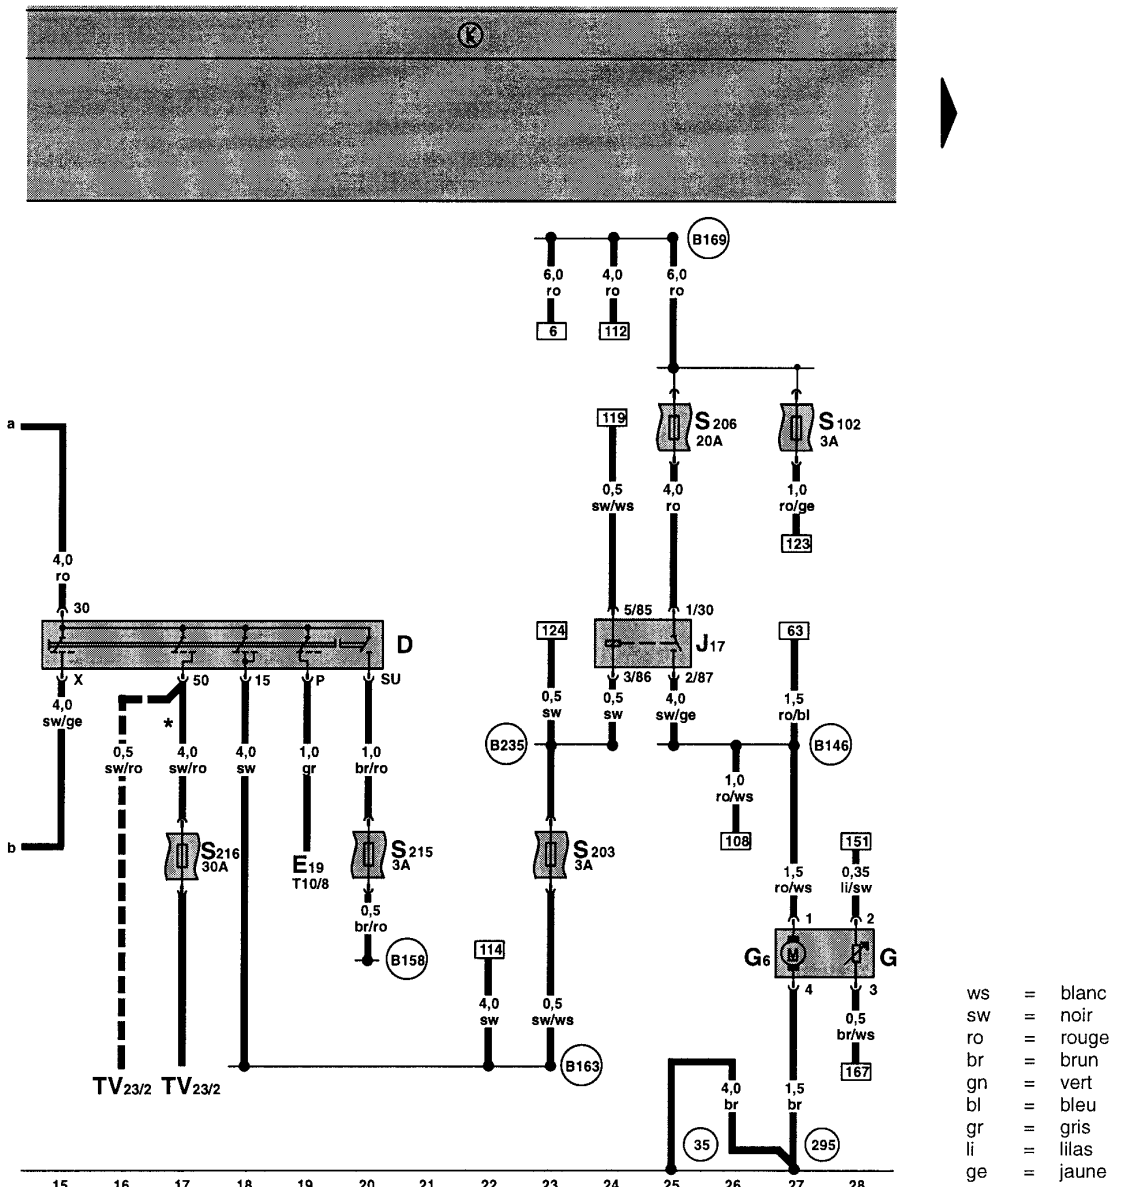 K
B169
6,0 4,0 6,0
ro ro ro
6 112
a
119 S206 S102
20A 3A
0,5 4,0 1,0
sw/ws ro ro/ge
123
4,0
ro
30 5/85 1/30
124 63
D J17
X 50 15 P SU 3/86 2/87
4,0 0,5 0,5 4,0 1,5
sw/ge sw sw sw/ge ro/bl
*
B235 B146
0,5 4,0 4,0 1,0 1,0
sw/ro sw/ro sw gr br/ro
1,0
ro/ws
b 108 151
S216 S215 S203
30A 3A 3A
E19
T10/8
1,5 0,35
ro/ws li/sw
0,5
br/ro
1 2
B158 114
G6 M G
4 3
4,0 0,5 0,5
sw sw/ws br/ws
B163 167
TV23/2 TV23/2
4,0 1,5
br br
35 295
15 16 17 18 19 20 21 22 23 24 25 26 27 28
ws = blanc
sw = noir
ro = rouge
br = brun
gn = vert
bl = bleu
gr = gris
li = lilas
ge = jaune